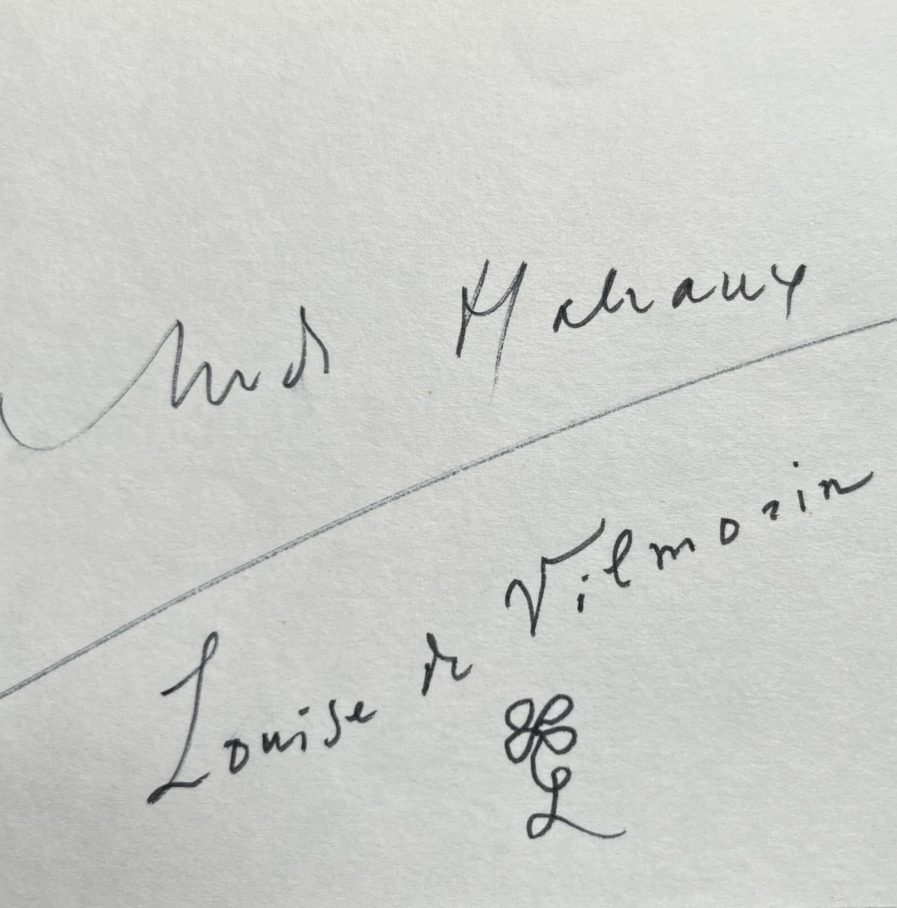 André Malraux
Louise de Vilmorin
L